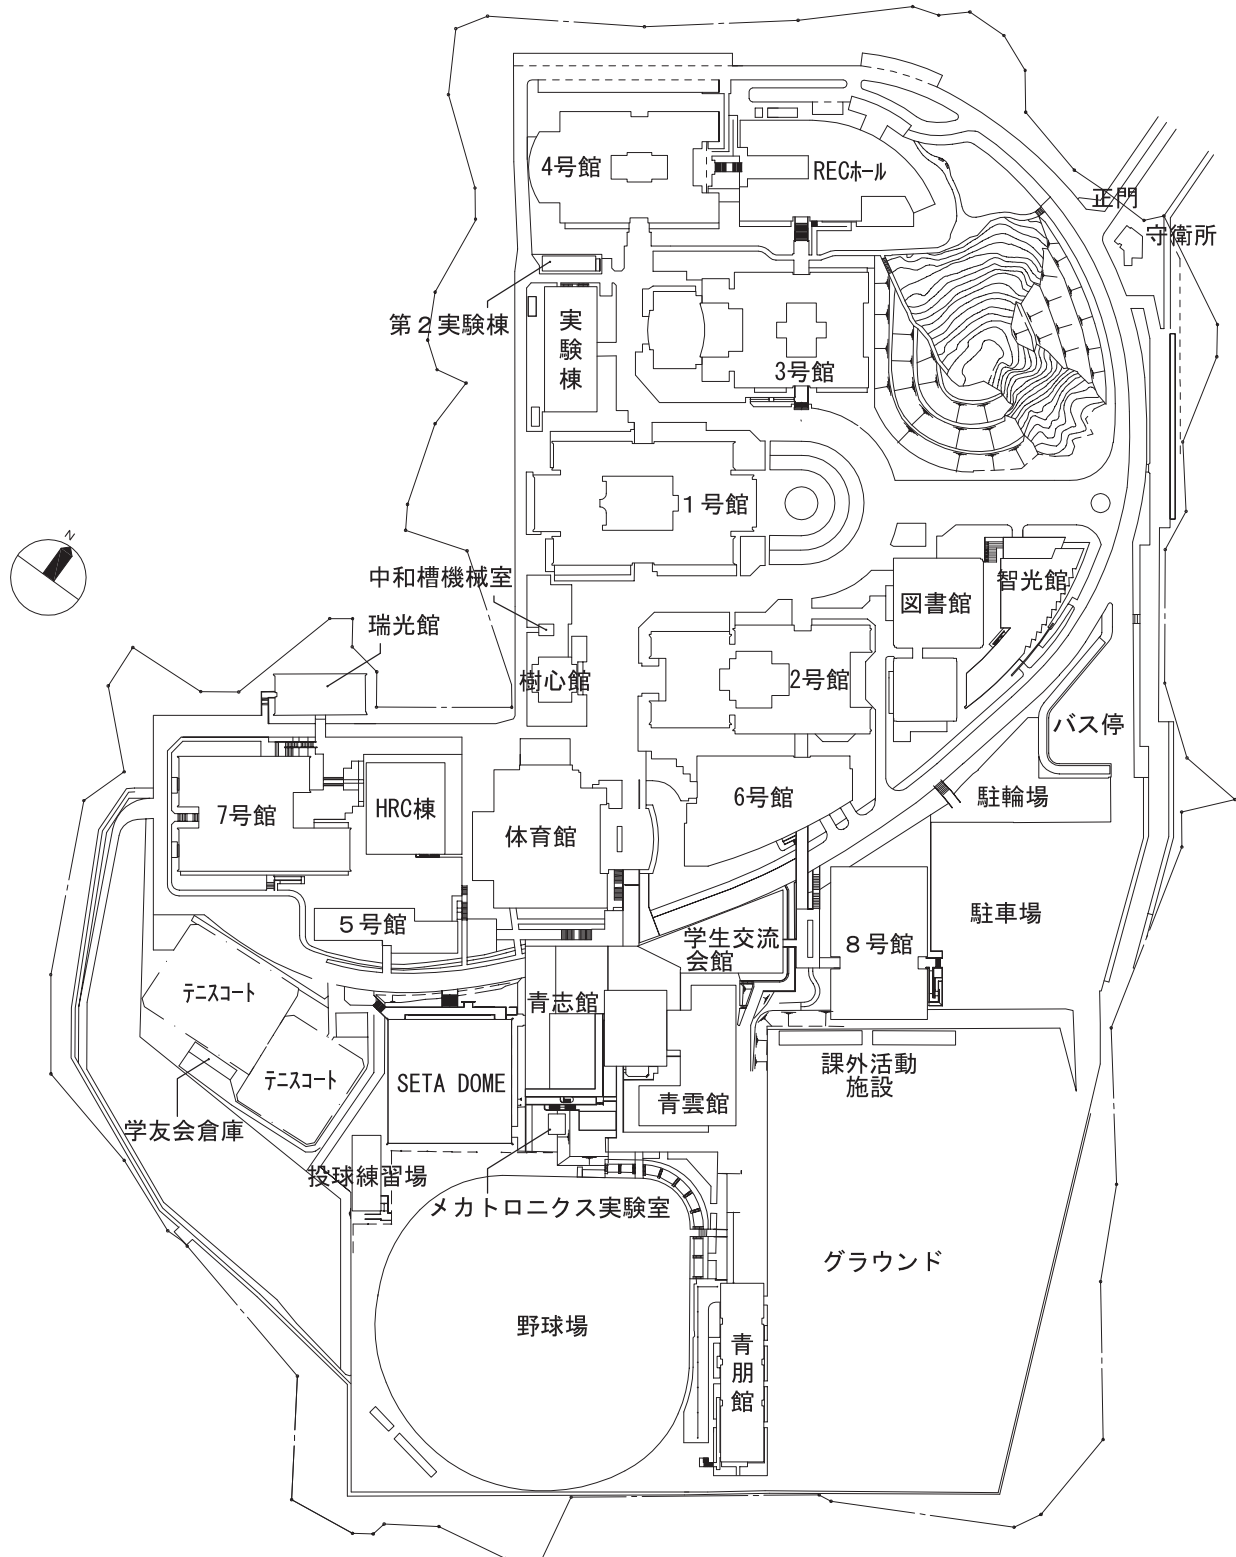 4号館
RECホール
正門
守衛所
第２実験棟
実験棟
3号館
１号館
N
中和槽機械室
智光館
図書館
瑞光館
樹心館
2号館
バス停
6号館
駐輪場
7号館
HRC棟
体育館
駐車場
５号館
学生交流
会館
８号館
テニスコート
青志館
テニスコート
SETA DOME
課外活動
施設
青雲館
学友会倉庫
投球練習場
メカトロニクス実験室
グラウンド
野球場
青朋館